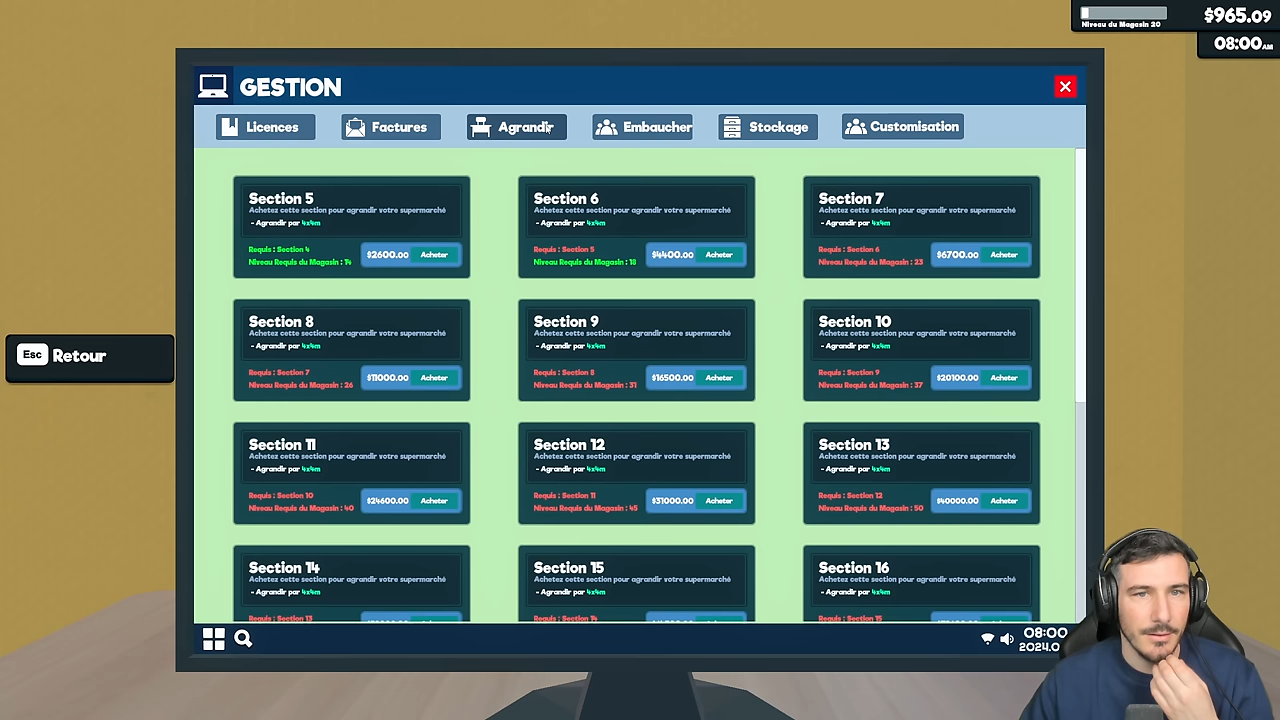 $965.09
Niveau du Magasin 20
08:00AM
GESTION
Licences
Factures
Agrandir
Embaucher
Stockage
Customisation
Section 5
Achetez cette section pour agrandir votre supermarché
- Agrandir par 4x4m
Requis : Section 4
Niveau Requis du Magasin : 14
$2600.00
Acheter
Section 6
Achetez cette section pour agrandir votre supermarché
- Agrandir par 4x4m
Requis : Section 5
Niveau Requis du Magasin : 18
$4400.00
Acheter
Section 7
Achetez cette section pour agrandir votre supermarché
- Agrandir par 4x4m
Requis : Section 6
Niveau Requis du Magasin : 23
$6700.00
Acheter
Section 8
Achetez cette section pour agrandir votre supermarché
- Agrandir par 4x4m
Requis : Section 7
Niveau Requis du Magasin : 26
$11000.00
Acheter
Section 9
Achetez cette section pour agrandir votre supermarché
- Agrandir par 4x4m
Requis : Section 8
Niveau Requis du Magasin : 31
$16500.00
Acheter
Section 10
Achetez cette section pour agrandir votre supermarché
- Agrandir par 4x4m
Requis : Section 9
Niveau Requis du Magasin : 37
$20100.00
Acheter
Esc Retour
Section 11
Achetez cette section pour agrandir votre supermarché
- Agrandir par 4x4m
Requis : Section 10
Niveau Requis du Magasin : 40
$24600.00
Acheter
Section 12
Achetez cette section pour agrandir votre supermarché
- Agrandir par 4x4m
Requis : Section 11
Niveau Requis du Magasin : 45
$31000.00
Acheter
Section 13
Achetez cette section pour agrandir votre supermarché
- Agrandir par 4x4m
Requis : Section 12
Niveau Requis du Magasin : 50
$40000.00
Acheter
Section 14
Achetez cette section pour agrandir votre supermarché
- Agrandir par 4x4m
Requis : Section 13
Section 15
Achetez cette section pour agrandir votre supermarché
- Agrandir par 4x4m
Requis : Section 14
Section 16
Achetez cette section pour agrandir votre supermarché
- Agrandir par 4x4m
Requis : Section 15
08:00
2024.0